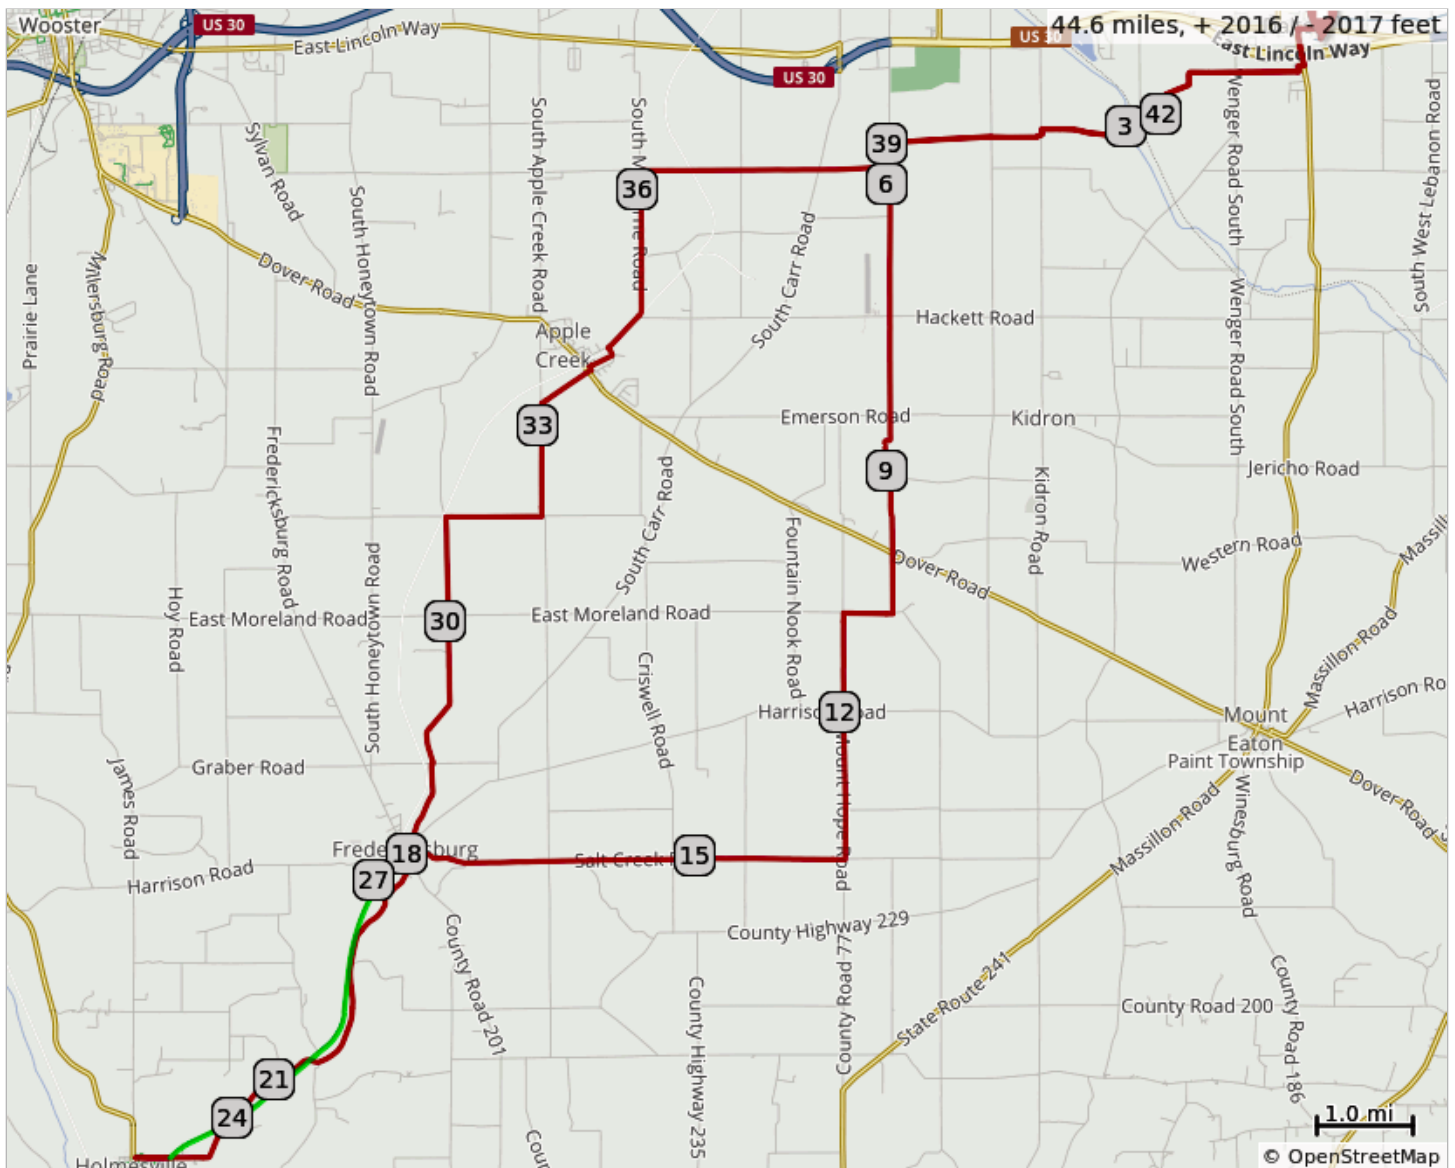 Wooster
US 30
East Lincoln Way
US 30
US 30
44.6 miles, + 2016 / - 2017 feet
East Lincoln Way
Sylvan Road
South Apple Creek Road
3
42
39
6
36
Wenger Road South
South West Lebanon Road
South Honeytown Road
South Carr Road
Prairie Lane
Millersburg Road
Dover Road
Hackett Road
Wenger Road South
Apple
Creek
Emerson Road
Kidron
33
9
Jericho Road
Fredericksburg Road
South Carr Road
Kidron Road
Fountain Nook Road
Western Road
Dover Road
South Honeytown Road
Hoy Road
East Moreland Road
30
East Moreland Road
Massillon Road
Criswell Road
12
Mount
Eaton
Paint Township
Graber Road
James Road
Dover Road
Winesburg Road
Massillon Road
18
15
27
Harrison Road
County Highway 229
County Road 201
County Road 77
State Route 241
County Highway 235
County Road 200
County Road 186
21
24
1.0 mi
Holmesville
© OpenStreetMap